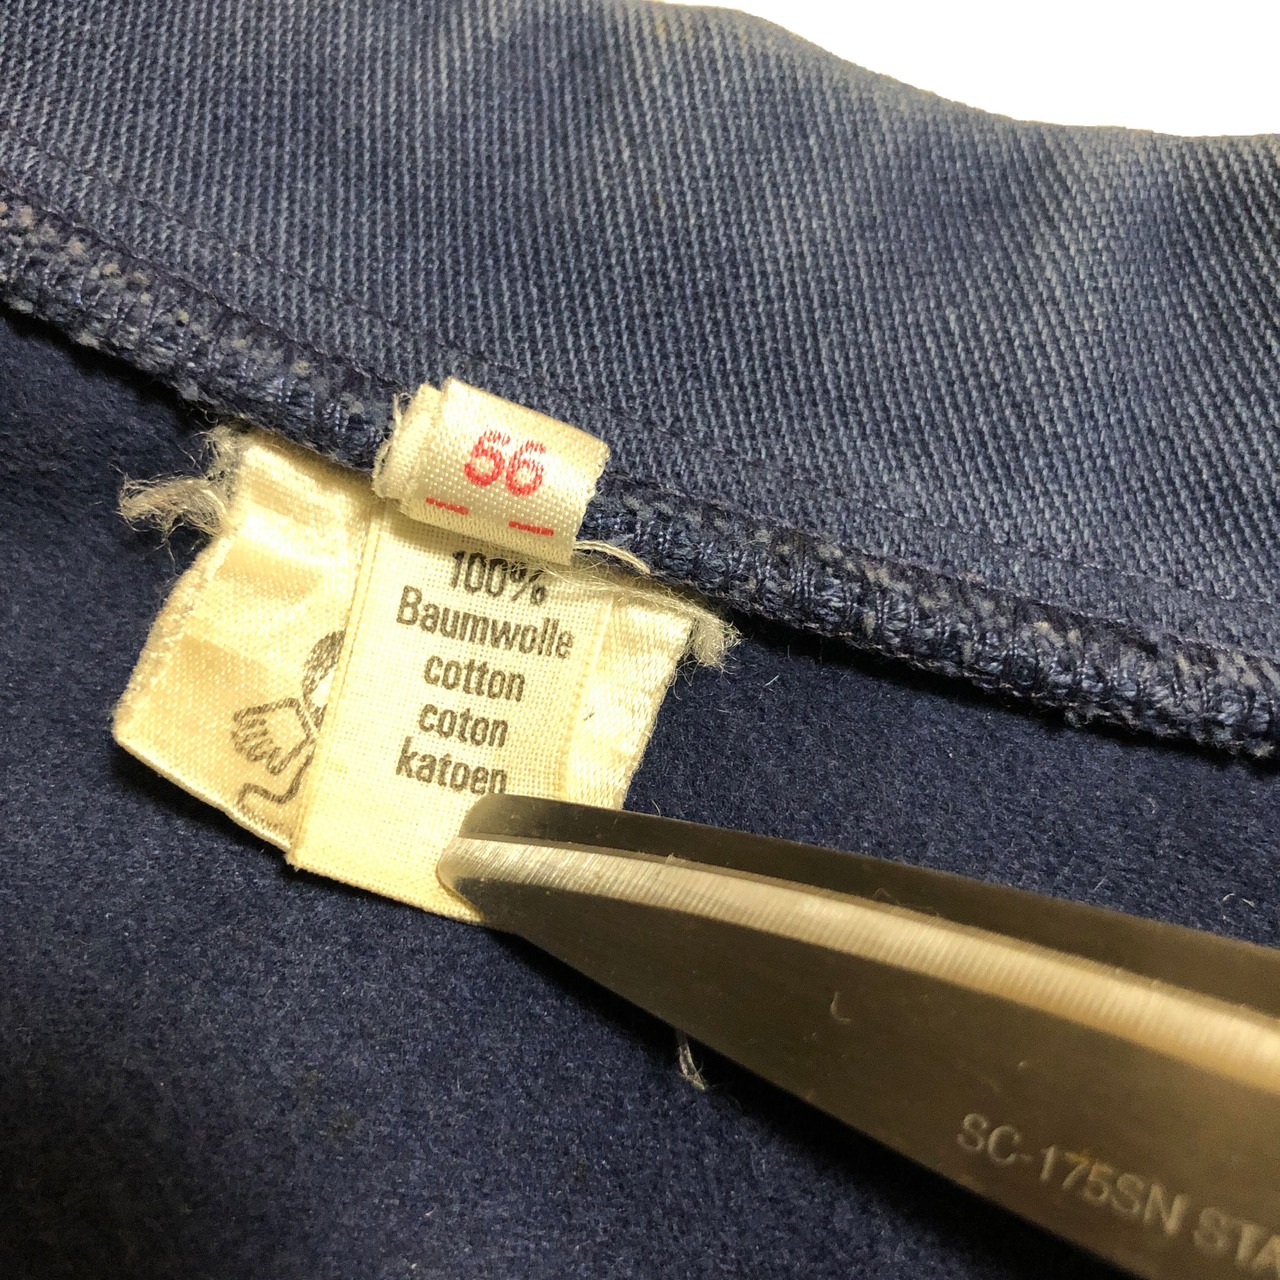 56
100%
Baumwolle
cotton
coton
katoen
SC-175SN STA